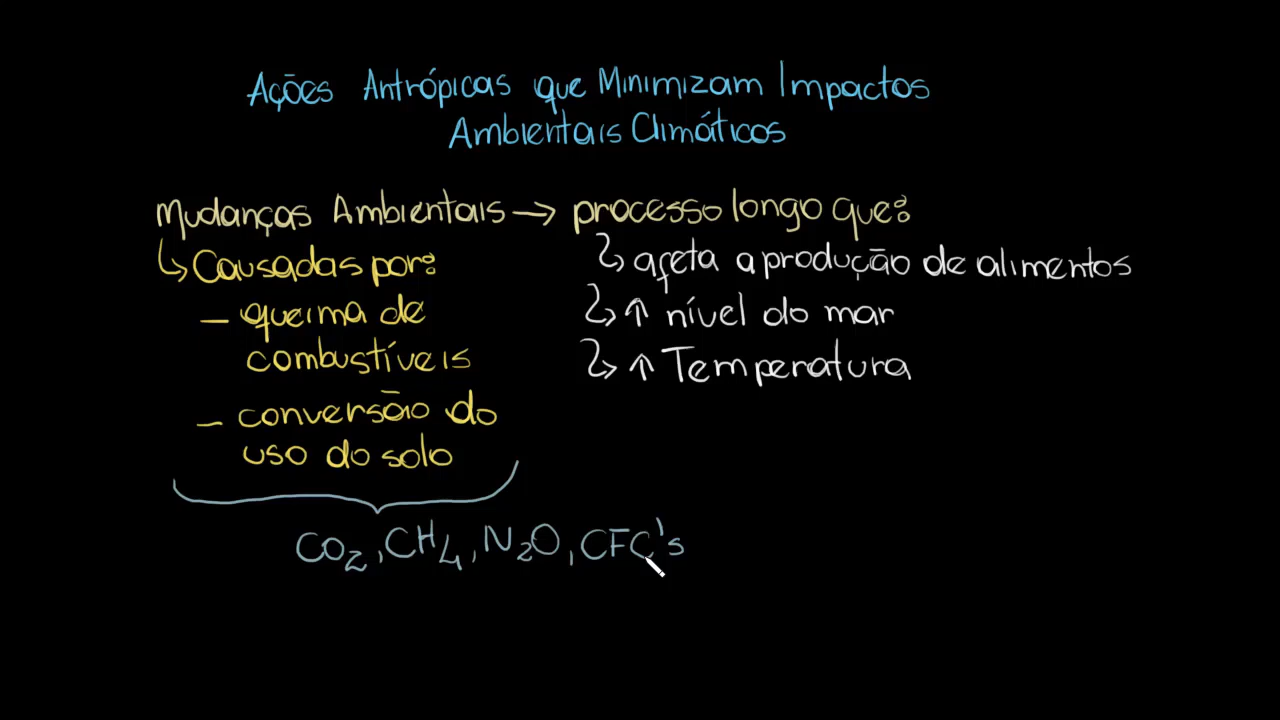 Ações Antrópicas que Minimizam Impactos
Ambientais Climáticos
Mudanças Ambientais → processo longo que:
↳ Causadas por:
- queima de
combustíveis
- conversão do
uso do solo
↳ afeta a produção de alimentos
↳ ↑ nível do mar
↳ ↑ Temperatura
CO₂, CH₄, N₂O, CFC's